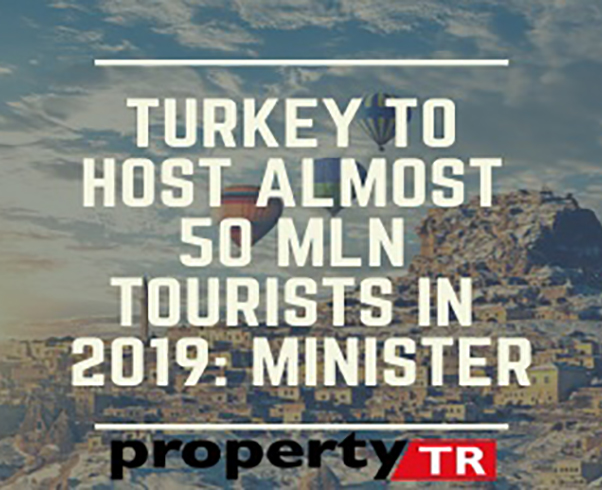 TURKEY TO
HOST ALMOST
50 MLN
TOURISTS IN
2019: MINISTER
propertyTR